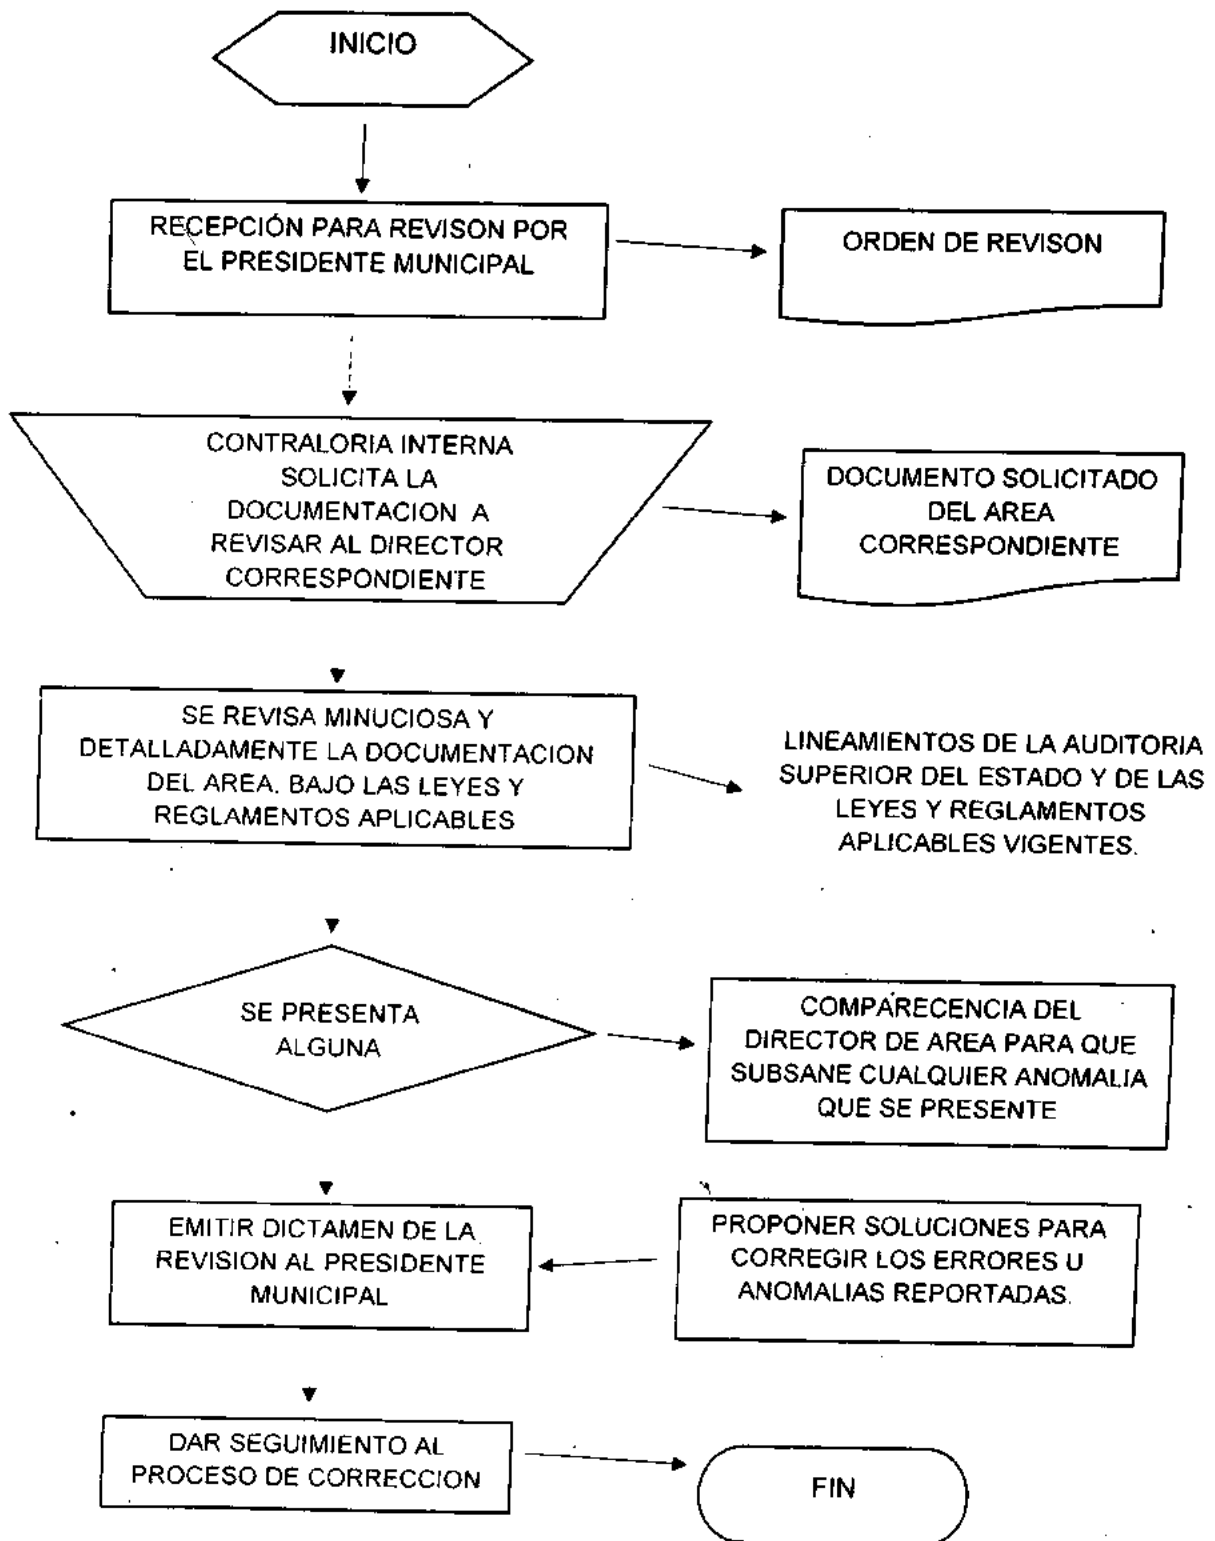 INICIO
RECEPCIÓN PARA REVISON POR
EL PRESIDENTE MUNICIPAL
ORDEN DE REVISON
CONTRALORIA INTERNA
SOLICITA LA
DOCUMENTACION A
REVISAR AL DIRECTOR
CORRESPONDIENTE
DOCUMENTO SOLICITADO
DEL AREA
CORRESPONDIENTE
SE REVISA MINUCIOSA Y
DETALLADAMENTE LA DOCUMENTACION
DEL AREA. BAJO LAS LEYES Y
REGLAMENTOS APLICABLES
LINEAMIENTOS DE LA AUDITORIA
SUPERIOR DEL ESTADO Y DE LAS
LEYES Y REGLAMENTOS
APLICABLES VIGENTES.
SE PRESENTA
ALGUNA
COMPARECENCIA DEL
DIRECTOR DE AREA PARA QUE
SUBSANE CUALQUIER ANOMALIA
QUE SE PRESENTE
EMITIR DICTAMEN DE LA
REVISION AL PRESIDENTE
MUNICIPAL
PROPONER SOLUCIONES PARA
CORREGIR LOS ERRORES U
ANOMALIAS REPORTADAS.
DAR SEGUIMIENTO AL
PROCESO DE CORRECCION
FIN